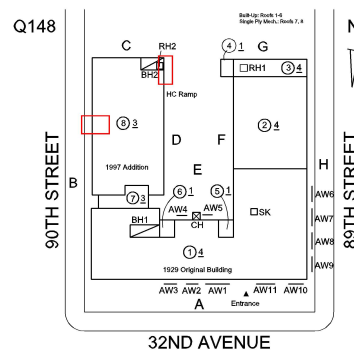 Built-Up: Roofs 1-6
Single Ply Mech.: Roofs 7, 8
Q148
N
C
RH2
4 1
G
BH2
RH1
3 4
HC Ramp
8 3
D
F
2 4
1997 Addition
E
H
B
90TH STREET
89TH STREET
6 1
5 1
7 3
AW4
AW5
AW6
BH1
CH
SK
AW7
AW8
1 4
AW9
1929 Original Building
AW3 AW2 AW1
AW11 AW10
A
Entrance
32ND AVENUE